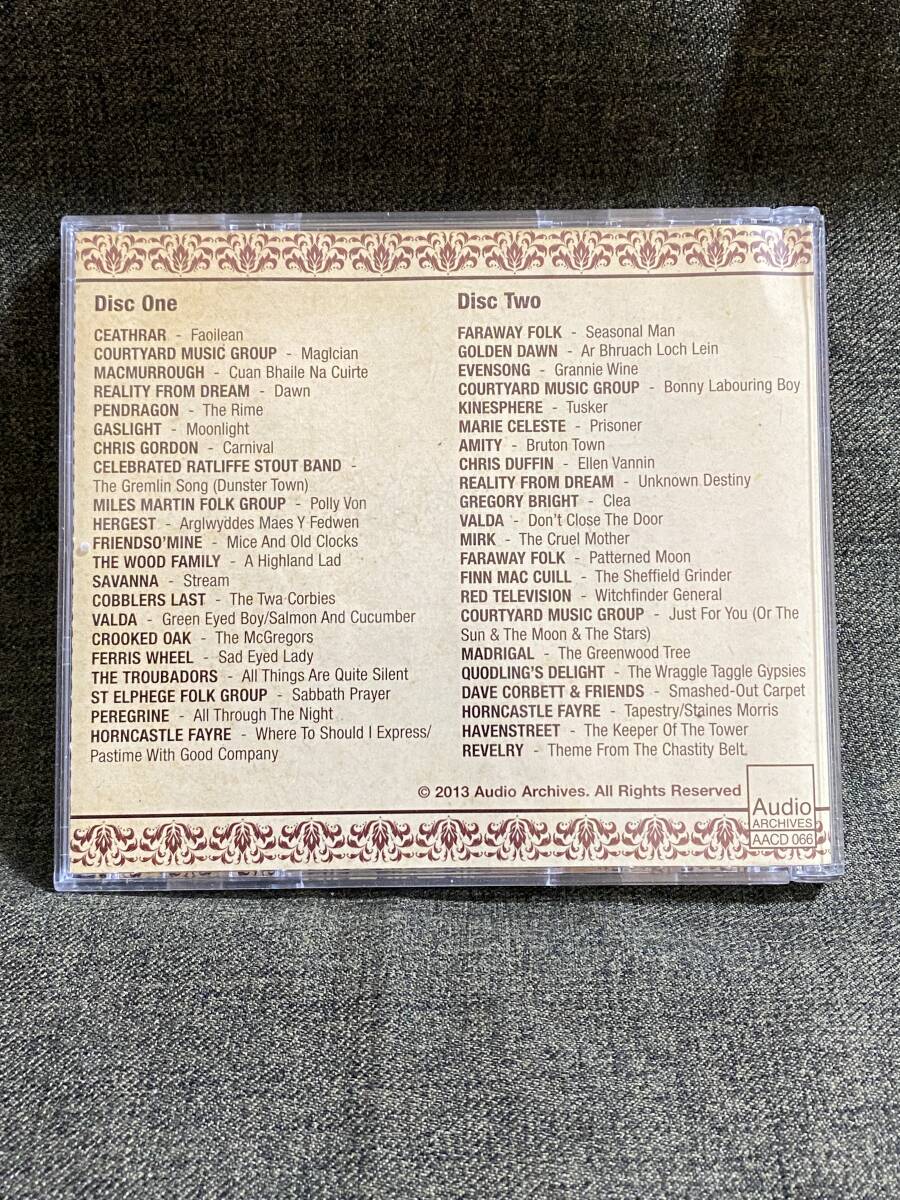 Disc One
CEATHRAR - Faoilean
COURTYARD MUSIC GROUP - Magician
MACMURROUGH - Cuan Bhaile Na Cuirte
REALITY FROM DREAM - Dawn
PENDRAGON - The Rime
GASLIGHT - Moonlight
CHRIS GORDON - Carnival
CELEBRATED RATLIFFE STOUT BAND -
The Gremlin Song (Dunster Town)
MILES MARTIN FOLK GROUP - Polly Von
HERGEST - Arglwyddes Maes Y Fedwen
FRIENDSO'MINE - Mice And Old Clocks
THE WOOD FAMILY - A Highland Lad
SAVANNA - Stream
COBBLERS LAST - The Twa Corbies
VALDA - Green Eyed Boy/Salmon And Cucumber
CROOKED OAK - The McGregors
FERRIS WHEEL - Sad Eyed Lady
THE TROUBADORS - All Things Are Quite Silent
ST ELPHEGE FOLK GROUP - Sabbath Prayer
PEREGRINE - All Through The Night
HORNCASTLE FAYRE - Where To Should I Express/
Pastime With Good Company
Disc Two
FARAWAY FOLK - Seasonal Man
GOLDEN DAWN - Ar Bhruach Loch Lein
EVENSONG - Grannie Wine
COURTYARD MUSIC GROUP - Bonny Labouring Boy
KINESPHERE - Tusker
MARIE CELESTE - Prisoner
AMITY - Bruton Town
CHRIS DUFFIN - Ellen Vannin
REALITY FROM DREAM - Unknown Destiny
GREGORY BRIGHT - Clea
VALDA - Don't Close The Door
MIRK - The Cruel Mother
FARAWAY FOLK - Patterned Moon
FINN MAC CUILL - The Sheffield Grinder
RED TELEVISION - Witchfinder General
COURTYARD MUSIC GROUP - Just For You (Or The
Sun & The Moon & The Stars)
MADRIGAL - The Greenwood Tree
QUODLING'S DELIGHT - The Wraggle Taggle Gypsies
DAVE CORBETT & FRIENDS - Smashed-Out Carpet
HORNCASTLE FAYRE - Tapestry/Staines Morris
HAVENSTREET - The Keeper Of The Tower
REVELRY - Theme From The Chastity Belt.
© 2013 Audio Archives. All Rights Reserved
Audio
ARCHIVES
AACD 066